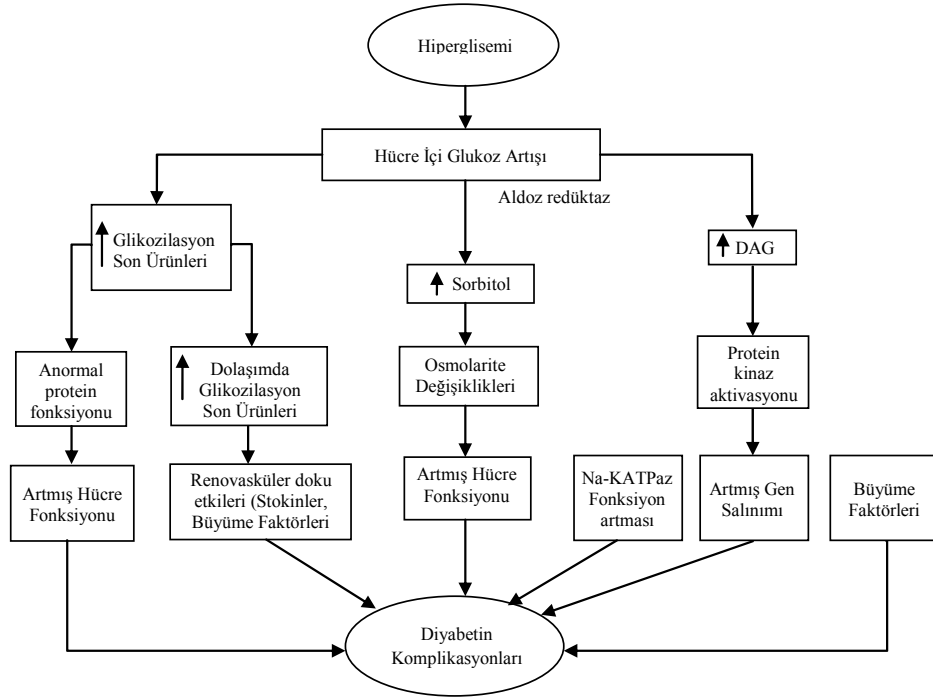 Hiperglisemi
Hücre İçi Glukoz Artışı
Aldoz redüktaz
Glikozilasyon
Son Ürünleri
DAG
Sorbitol
Anormal
protein
fonksiyonu
Dolaşımda
Glikozilasyon
Son Ürünleri
Osmolarite
Değişiklikleri
Protein
kinaz
aktivasyonu
Artmış Hücre
Fonksiyonu
Renovasküler doku
etkileri (Stokinler,
Büyüme Faktörleri
Artmış Hücre
Fonksiyonu
Na-KATPaz
Fonksiyon
artması
Artmış Gen
Salınımı
Büyüme
Faktörleri
Diyabetin
Komplikasyonları